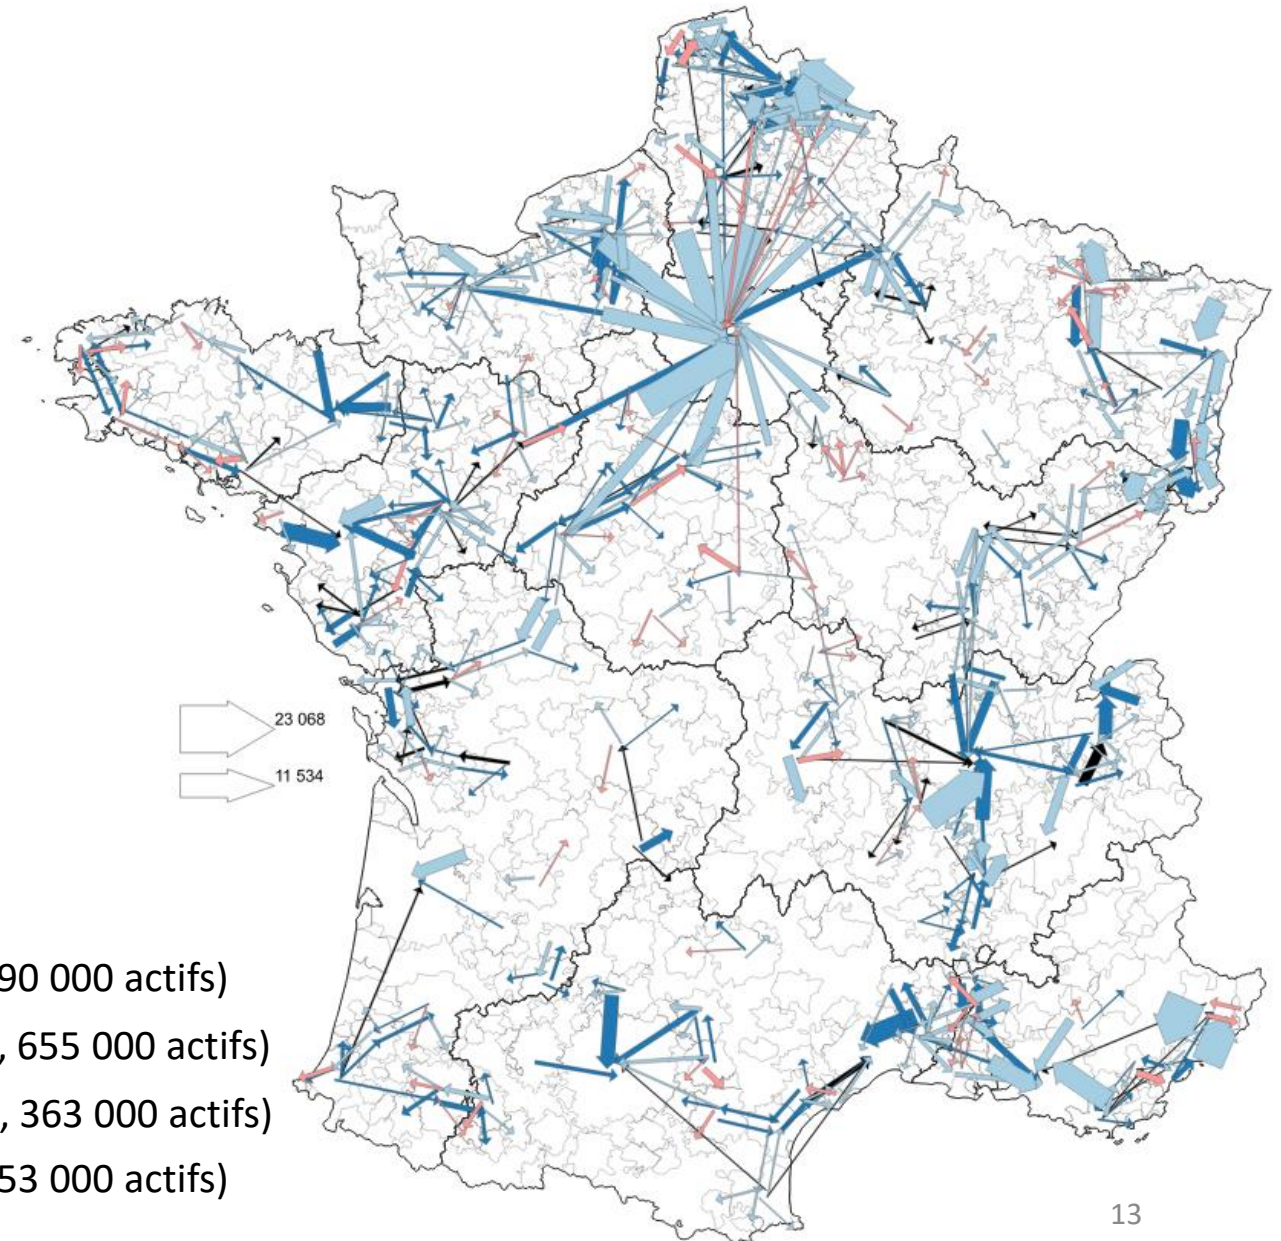 23 068
11 534
90 000 actifs)
, 655 000 actifs)
, 363 000 actifs)
53 000 actifs)
13